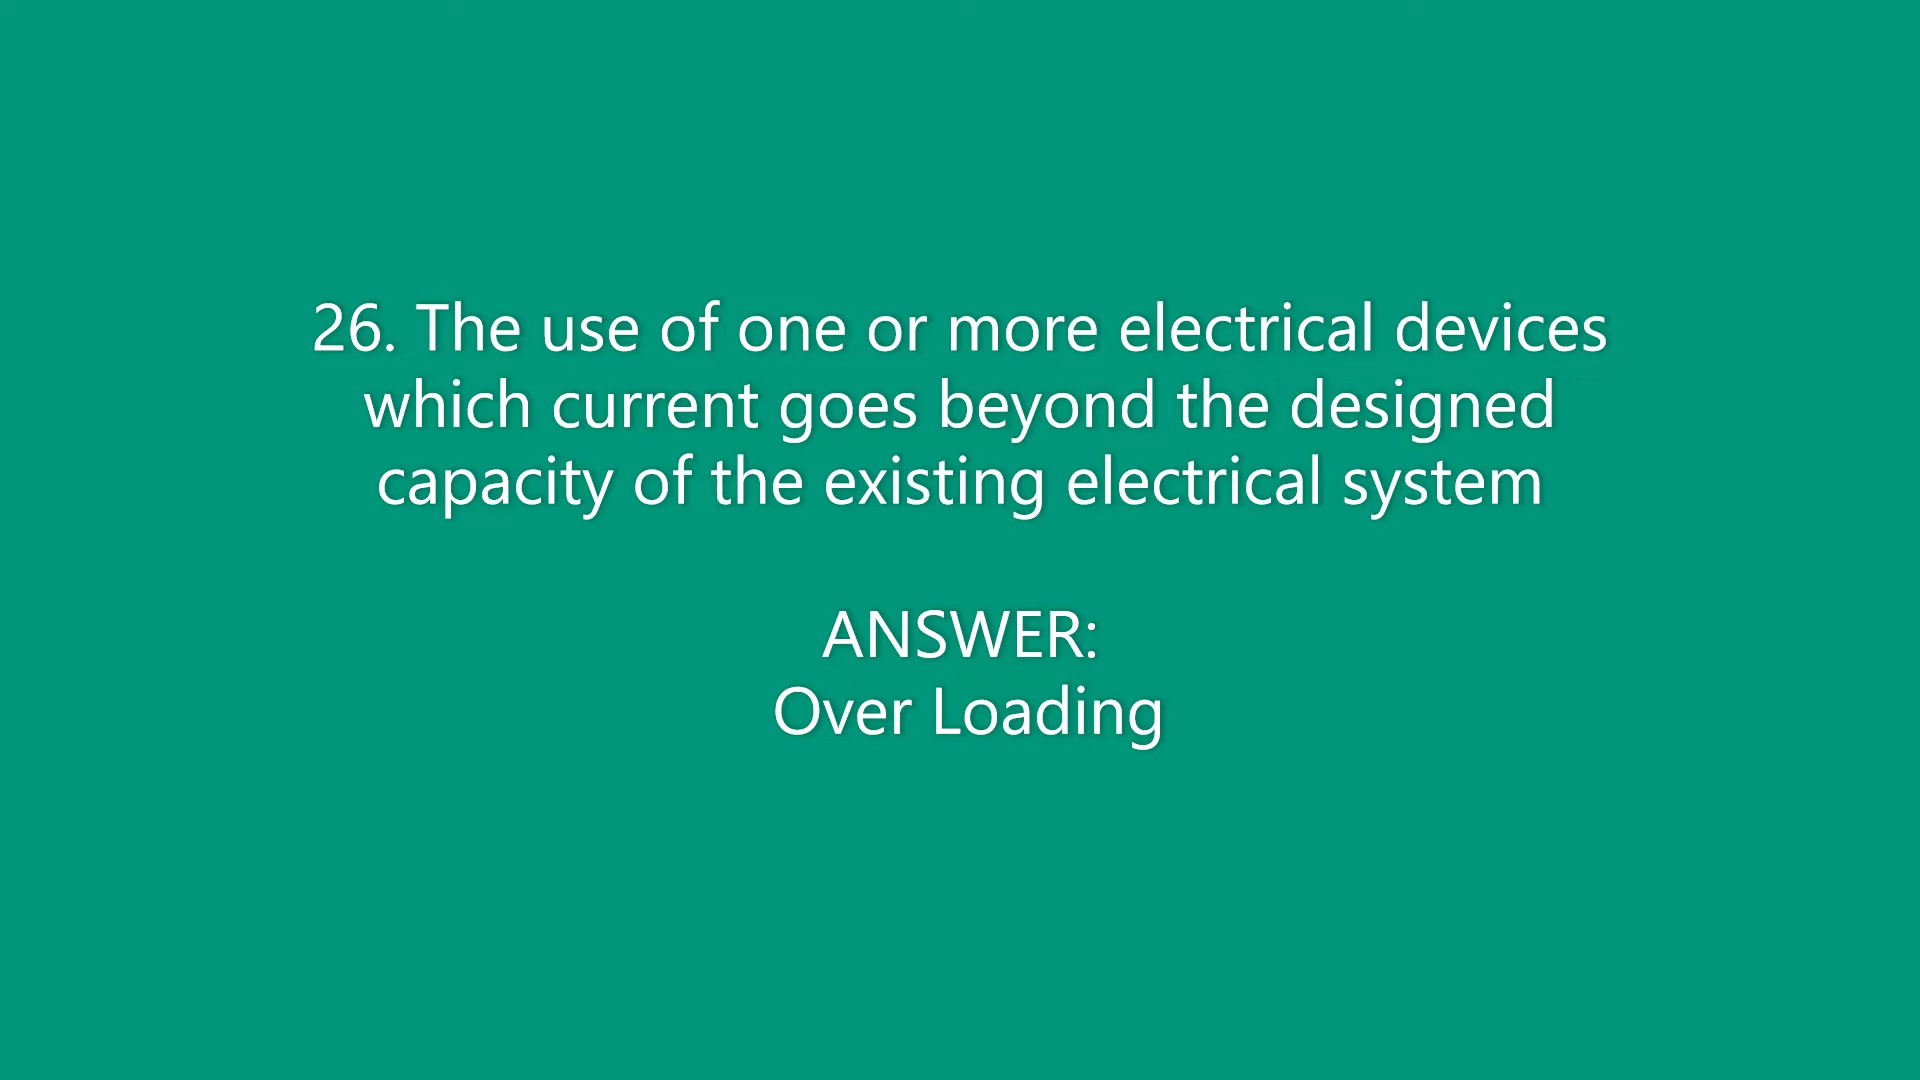 26. The use of one or more electrical devices
which current goes beyond the designed
capacity of the existing electrical system
ANSWER:
Over Loading